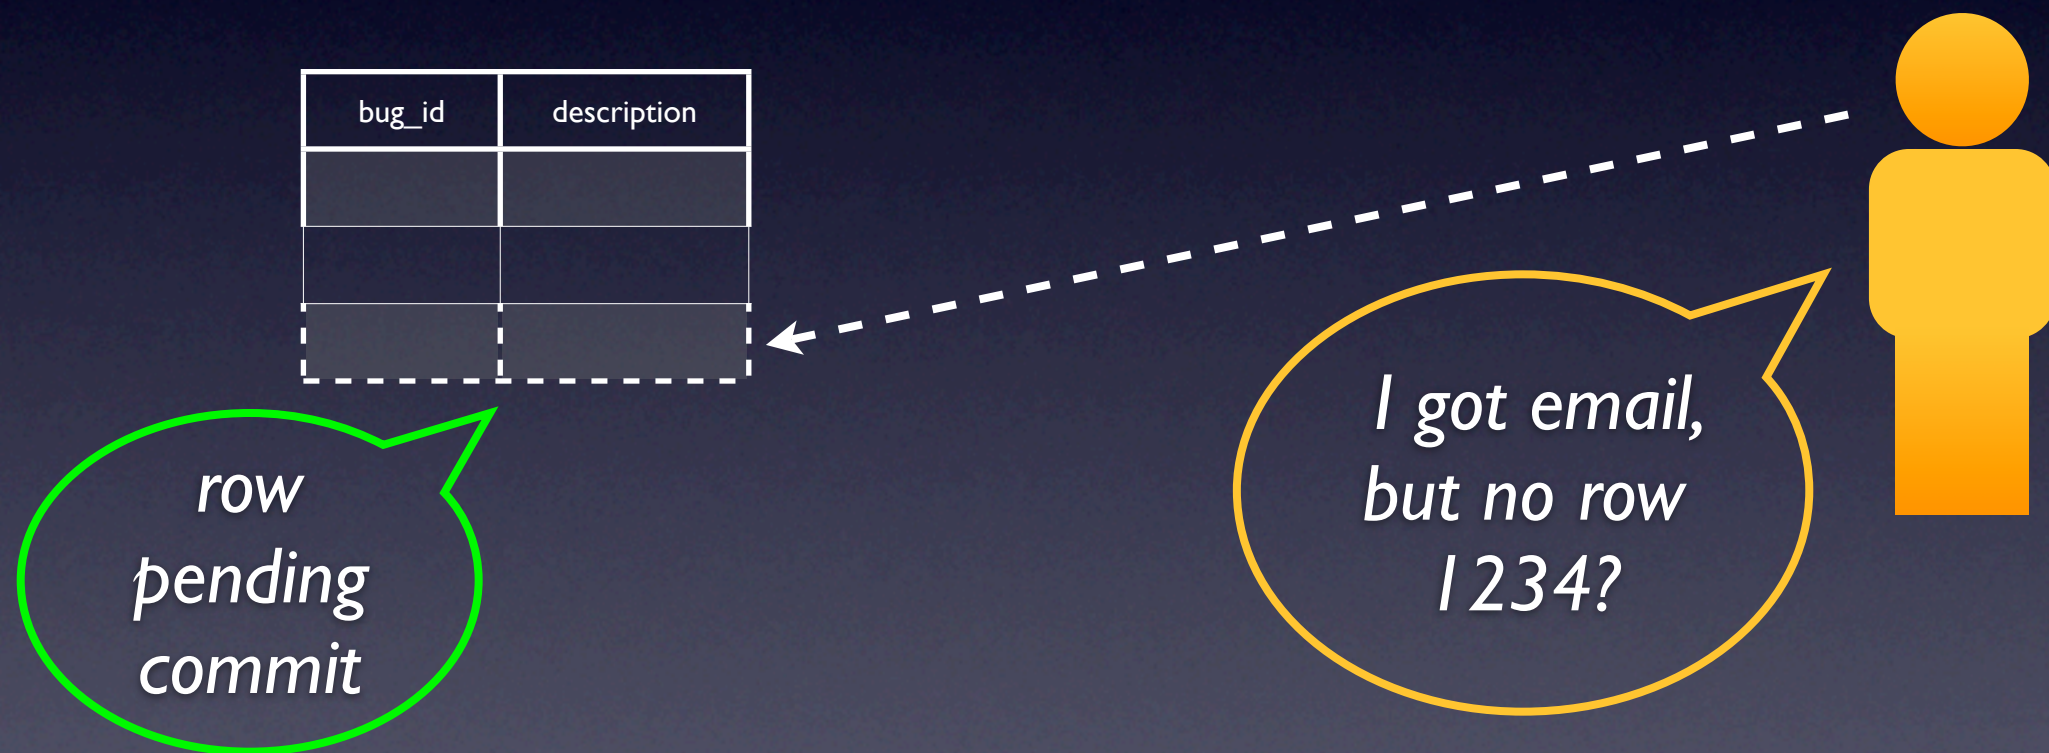 bug_id description
I got email,
but no row
1234?
row
pending
commit